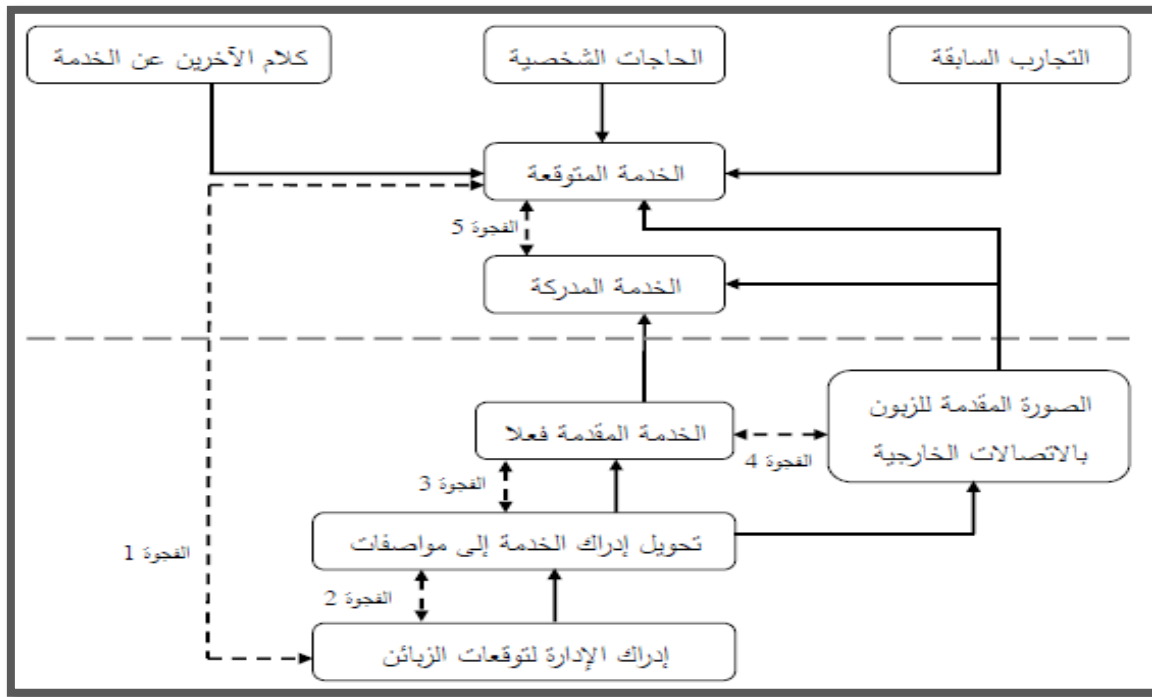 التجارب السابقة
الحاجات الشخصية
كلام الآخرين عن الخدمة
الخدمة المتوقعة
الفجوة 5
الخدمة المدركة
الصورة المقدمة للزبون
بالاتصالات الخارجية
الخدمة المقدمة فعلا
الفجوة 4
الفجوة 3
تحويل إدراك الخدمة إلى مواصفات
الفجوة 1
الفجوة 2
إدراك الإدارة لتوقعات الزبائن